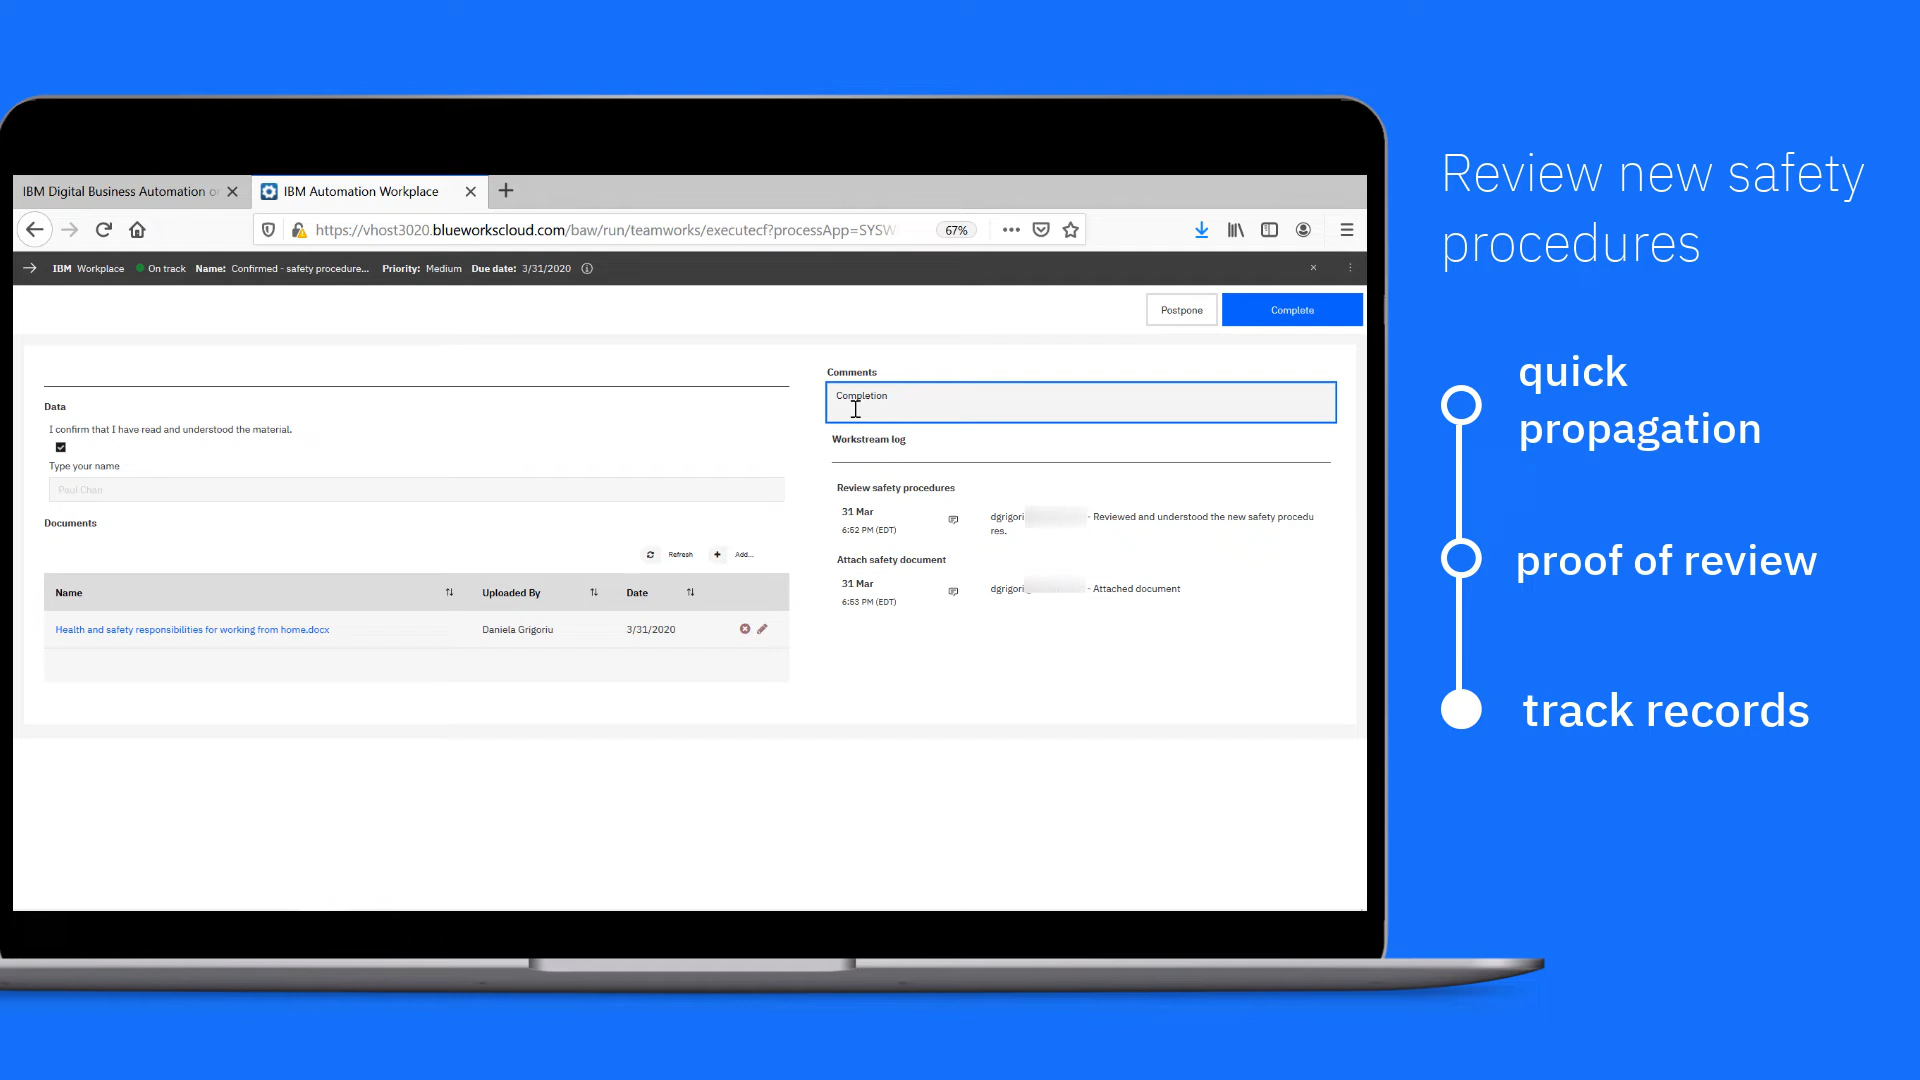 IBM Digital Business Automation or
IBM Automation Workplace
https://vhost3020.blueworkscloud.com/baw/run/teamworks/executecf?processApp=SYSW
67%
IBM Workplace On track Name: Confirmed - safety procedure... Priority: Medium Due date: 3/31/2020
Postpone
Complete
Data
I confirm that I have read and understood the material.
Type your name
Paul Chan
Documents
Refresh
Add...
Name Uploaded By Date
Health and safety responsibilities for working from home.docx Daniela Grigoriu 3/31/2020
Comments
Completion
Workstream log
Review safety procedures
31 Mar
6:52 PM (EDT)
dgrigori - Reviewed and understood the new safety procedu
res.
Attach safety document
31 Mar
6:53 PM (EDT)
dgrigori - Attached document
Review new safety
procedures
quick
propagation
proof of review
track records